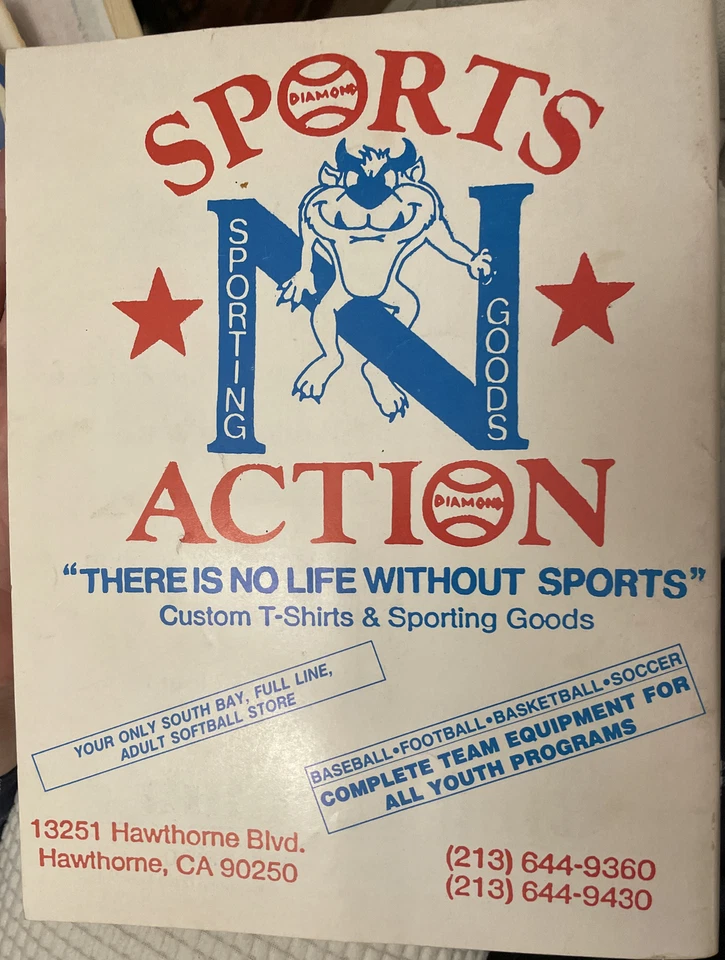 SPORTS
DIAMOND
N
SPORTING
GOODS
ACTION
DIAMOND
"THERE IS NO LIFE WITHOUT SPORTS"
Custom T-Shirts & Sporting Goods
YOUR ONLY SOUTH BAY, FULL LINE,
ADULT SOFTBALL STORE
BASEBALL•FOOTBALL•BASKETBALL•SOCCER
COMPLETE TEAM EQUIPMENT FOR
ALL YOUTH PROGRAMS
13251 Hawthorne Blvd.
Hawthorne, CA 90250
(213) 644-9360
(213) 644-9430